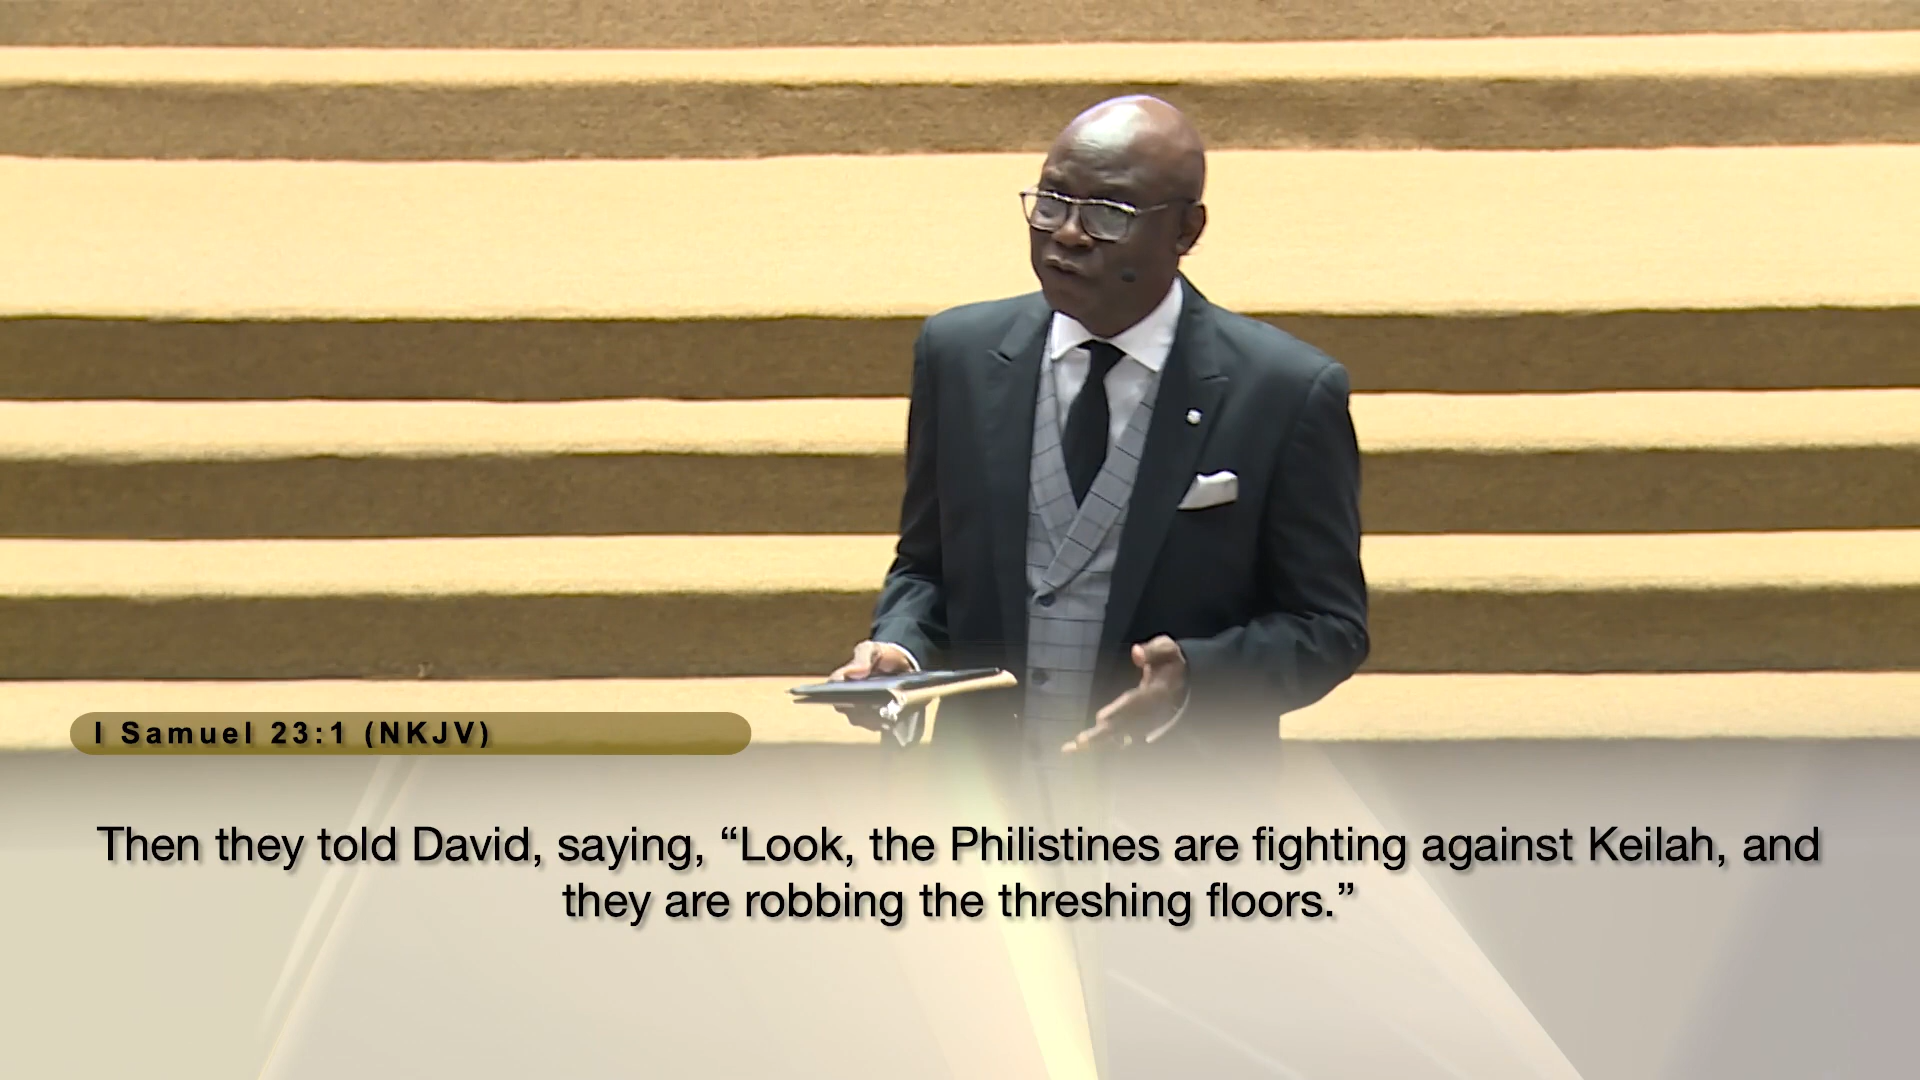 I Samuel 23:1 (NKJV)
Then they told David, saying, “Look, the Philistines are fighting against Keilah, and
they are robbing the threshing floors.”